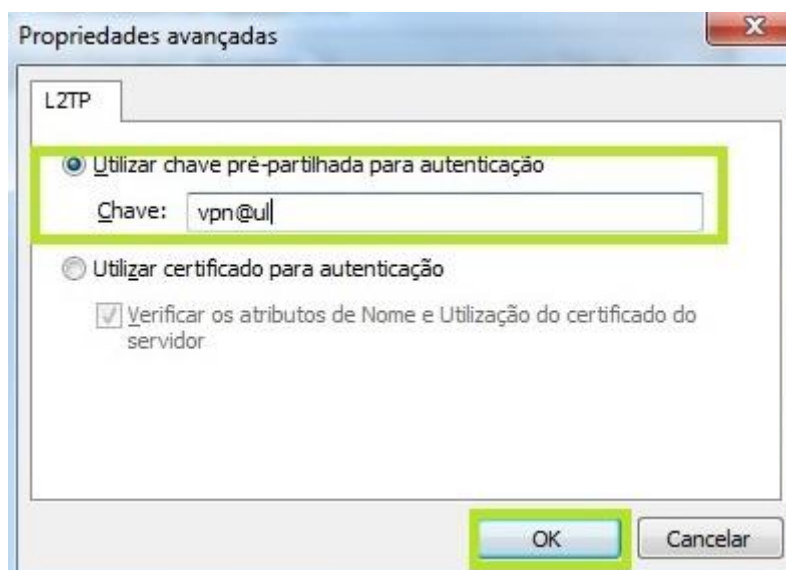 Propriedades avançadas
L2TP
Utilizar chave pré-partilhada para autenticação
Chave: vpn@ul
Utilizar certificado para autenticação
Verificar os atributos de Nome e Utilização do certificado do
servidor
OK Cancelar